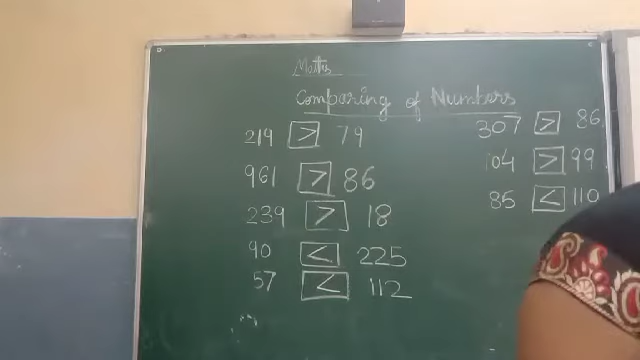 Maths
Comparing of Numbers
219 > 79
961 > 86
239 > 18
90 < 225
57 < 112
307 > 86
104 > 99
85 < 110